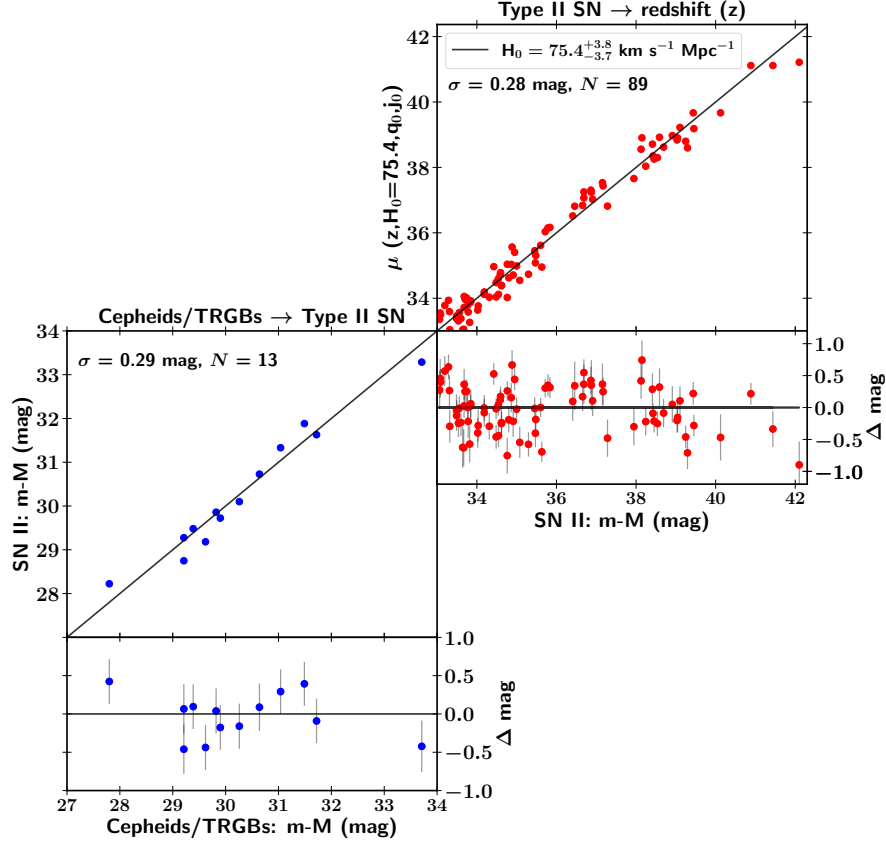 Type II SN → redshift (z)
42
40
38
36
34
μ (z,H₀=75.4,q₀,j₀)
H₀ = 75.4⁺³·⁸₋₃.₇ km s⁻¹ Mpc⁻¹
σ = 0.28 mag, N = 89
Cepheids/TRGBs → Type II SN
34
33
32
31
30
29
28
SN II: m-M (mag)
σ = 0.29 mag, N = 13
1.0
0.5
0.0
−0.5
−1.0
Δ mag
34 36 38 40 42
SN II: m-M (mag)
1.0
0.5
0.0
−0.5
−1.0
Δ mag
27 28 29 30 31 32 33 34
Cepheids/TRGBs: m-M (mag)